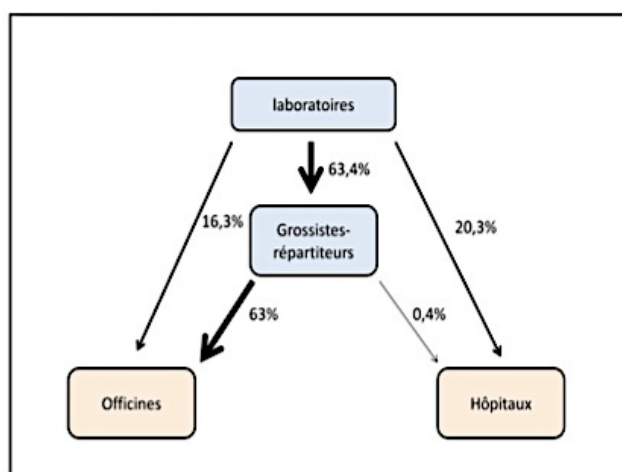 laboratoires
63,4%
16,3%
20,3%
Grossistes-
répartiteurs
63%
0,4%
Officines
Hôpitaux